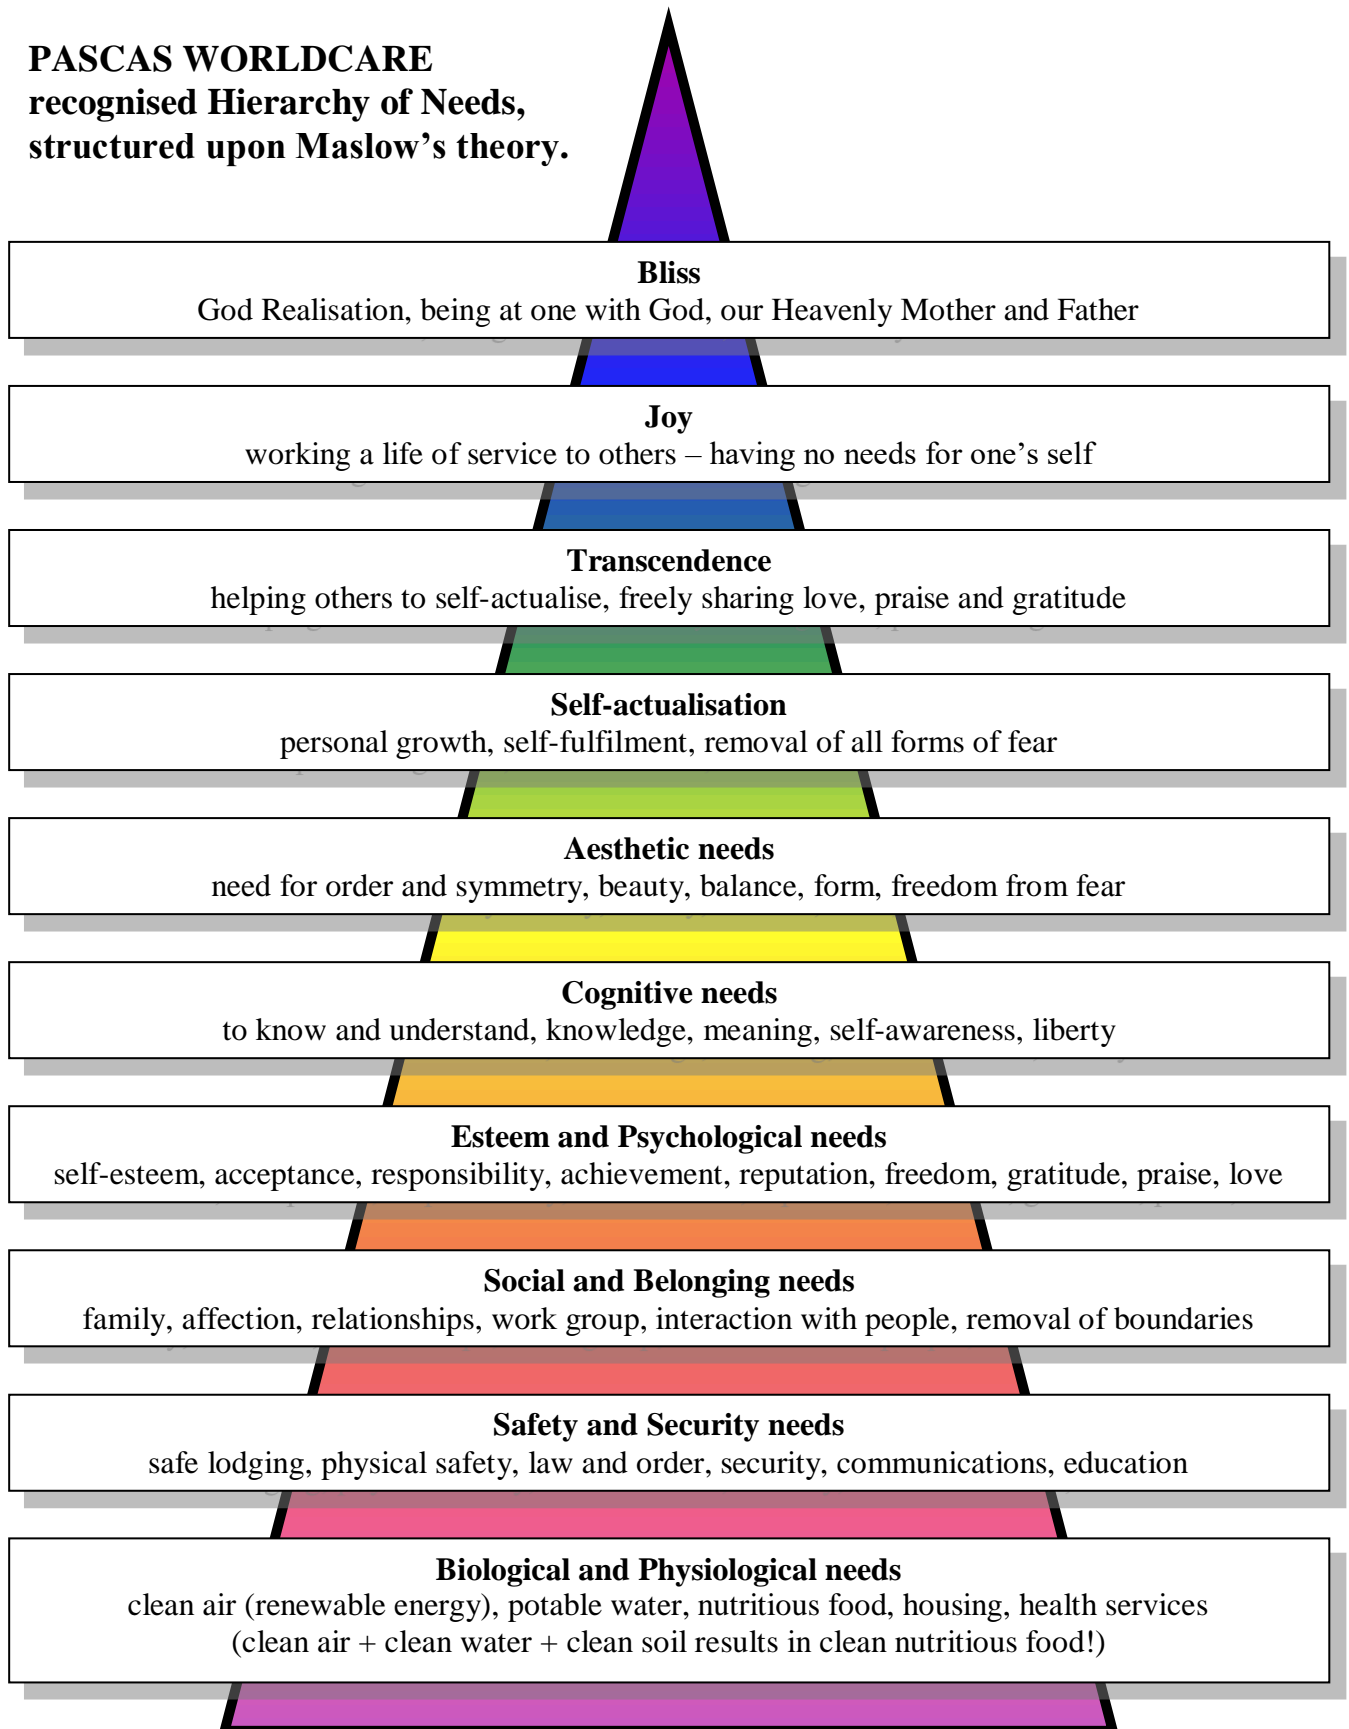 PASCAS WORLDCARE
recognised Hierarchy of Needs,
structured upon Maslow’s theory.
Bliss
God Realisation, being at one with God, our Heavenly Mother and Father
Joy
working a life of service to others – having no needs for one’s self
Transcendence
helping others to self-actualise, freely sharing love, praise and gratitude
Self-actualisation
personal growth, self-fulfilment, removal of all forms of fear
Aesthetic needs
need for order and symmetry, beauty, balance, form, freedom from fear
Cognitive needs
to know and understand, knowledge, meaning, self-awareness, liberty
Esteem and Psychological needs
self-esteem, acceptance, responsibility, achievement, reputation, freedom, gratitude, praise, love
Social and Belonging needs
family, affection, relationships, work group, interaction with people, removal of boundaries
Safety and Security needs
safe lodging, physical safety, law and order, security, communications, education
Biological and Physiological needs
clean air (renewable energy), potable water, nutritious food, housing, health services
(clean air + clean water + clean soil results in clean nutritious food!)